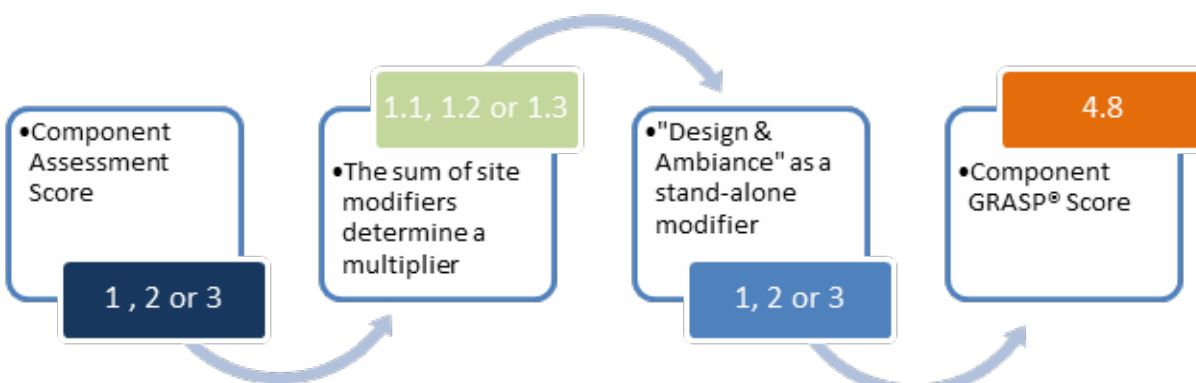 •Component
Assessment
Score
1 , 2 or 3
1.1, 1.2 or 1.3
•The sum of site
modifiers
determine a
multiplier
•"Design &
Ambiance" as a
stand-alone
modifier
1, 2 or 3
4.8
•Component
GRASP® Score